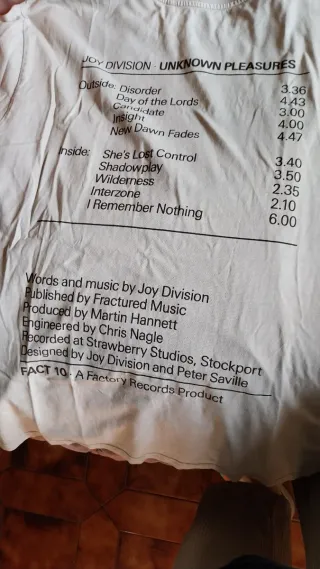 JOY DIVISION - UNKNOWN PLEASURES
Outside: Disorder 3.36
Day of the Lords 4.43
Candidate 3.00
Insight 4.00
New Dawn Fades 4.47
Inside: She's Lost Control 3.40
Shadowplay 3.50
Wilderness 2.35
Interzone 2.10
I Remember Nothing 6.00
Words and music by Joy Division
Published by Fractured Music
Produced by Martin Hannett
Engineered by Chris Nagle
Recorded at Strawberry Studios, Stockport
Designed by Joy Division and Peter Saville
FACT 10 - A Factory Records Product